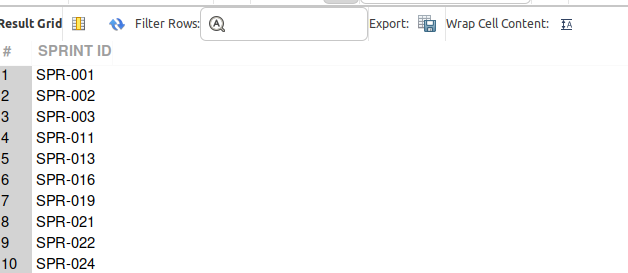 Result Grid Filter Rows: Export: Wrap Cell Content: IA
# SPRINT ID
1 SPR-001
2 SPR-002
3 SPR-003
4 SPR-011
5 SPR-013
6 SPR-016
7 SPR-019
8 SPR-021
9 SPR-022
10 SPR-024